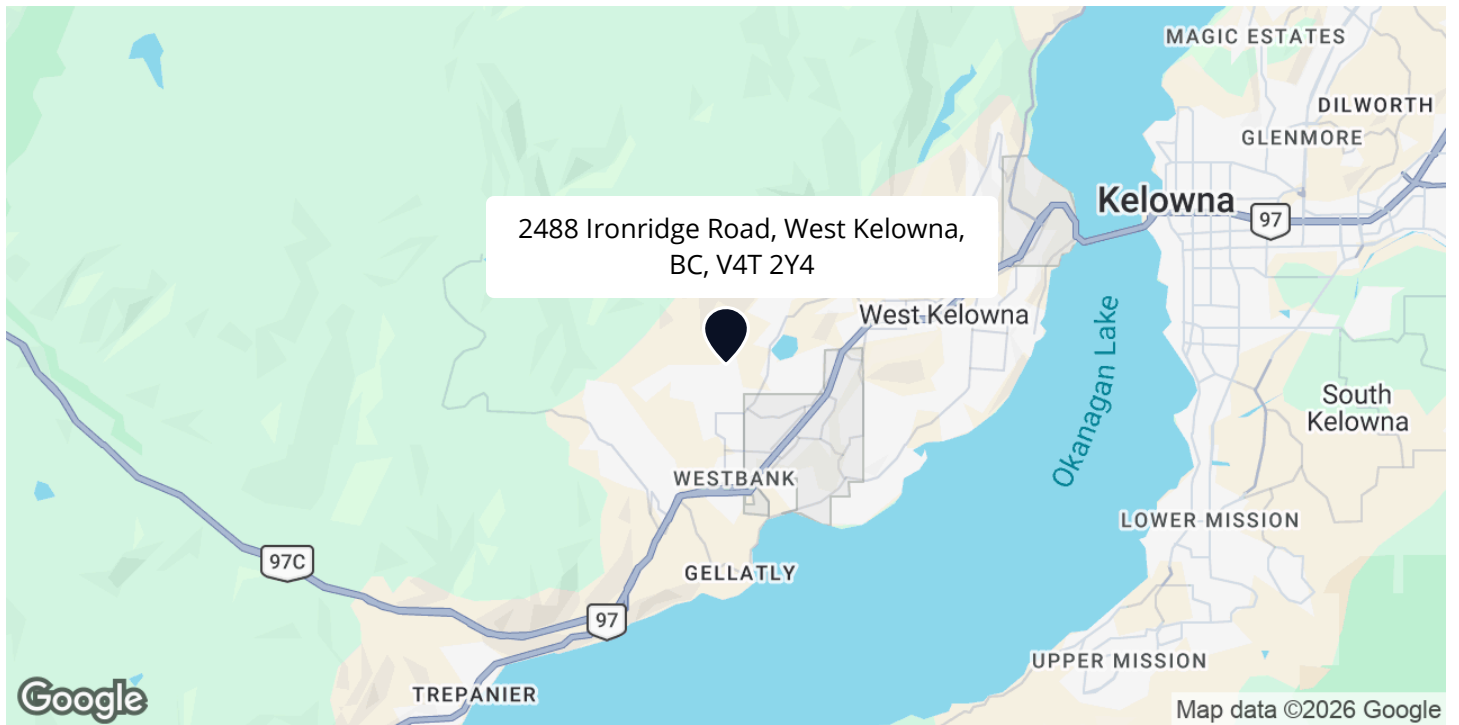 MAGIC ESTATES
DILWORTH
GLENMORE
Kelowna
97
2488 Ironridge Road, West Kelowna,
BC, V4T 2Y4
West Kelowna
Okanagan Lake
South
Kelowna
WESTBANK
LOWER MISSION
97C
GELLATLY
97
UPPER MISSION
TREPANIER
Google
Map data ©2026 Google